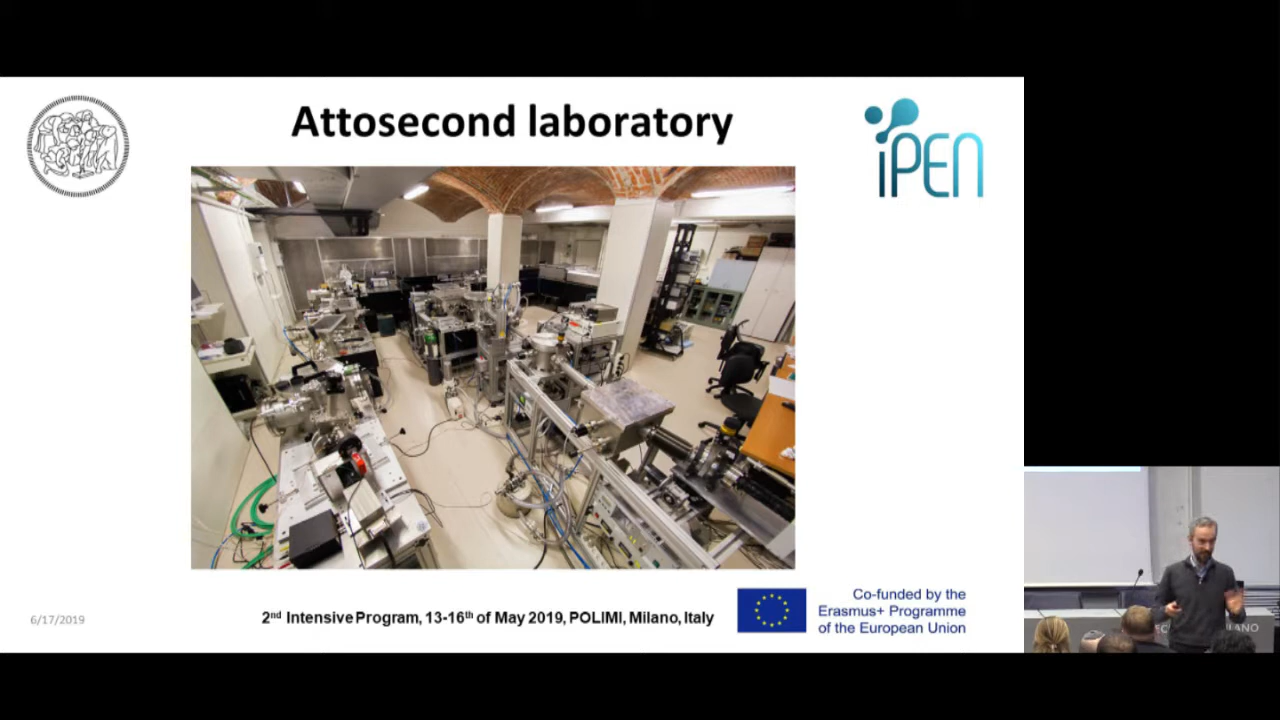 Attosecond laboratory
iPEN
6/17/2019
2nd Intensive Program, 13-16th of May 2019, POLIMI, Milano, Italy
Co-funded by the
Erasmus+ Programme
of the European Union